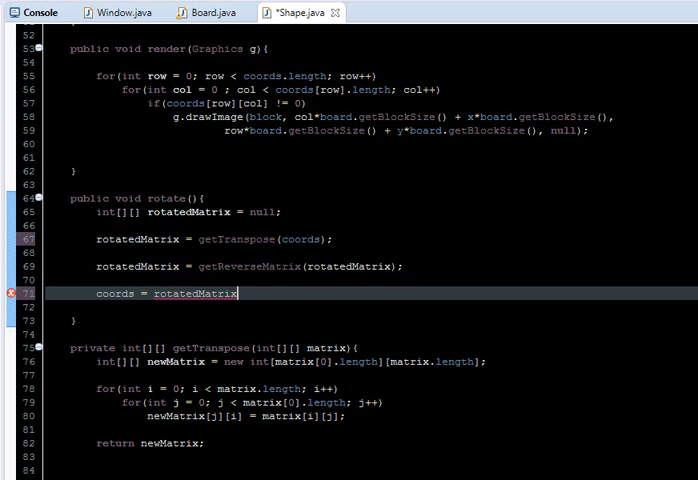 Console Window.java Board.java *Shape.java
52
53 public void render(Graphics g){
54
55 for(int row = 0; row < coords.length; row++)
56 for(int col = 0 ; col < coords[row].length; col++)
57 if(coords[row][col] != 0)
58 g.drawImage(block, col*board.getBlockSize() + x*board.getBlockSize(),
59 row*board.getBlockSize() + y*board.getBlockSize(), null);
60
61
62 }
63
64 public void rotate(){
65 int[][] rotatedMatrix = null;
66
67 rotatedMatrix = getTranspose(coords);
68
69 rotatedMatrix = getReverseMatrix(rotatedMatrix);
70
71 coords = rotatedMatrix
72
73 }
74
75 private int[][] getTranspose(int[][] matrix){
76 int[][] newMatrix = new int[matrix[0].length][matrix.length];
77
78 for(int i = 0; i < matrix.length; i++)
79 for(int j = 0; j < matrix[0].length; j++)
80 newMatrix[j][i] = matrix[i][j];
81
82 return newMatrix;
83
84